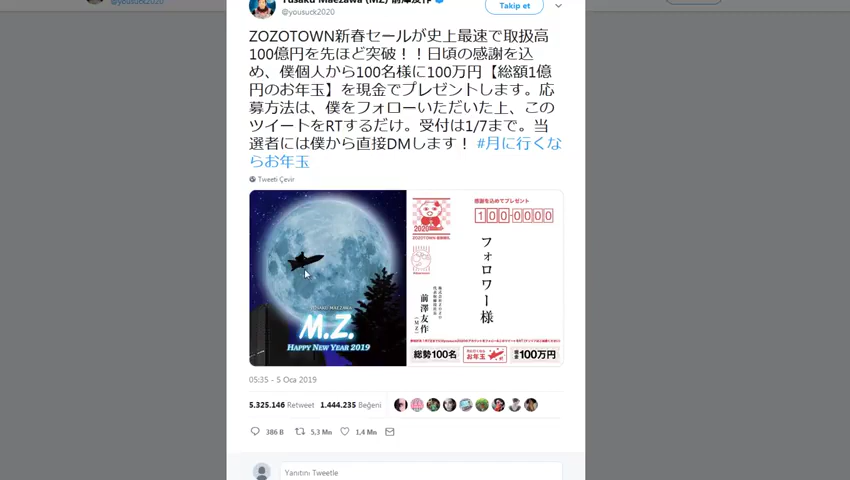 Yusaku Maezawa (MZ) 前澤友作
@yousuck2020
Takip et
ZOZOTOWN新春セールが史上最速で取扱高
100億円を先ほど突破！！日頃の感謝を込
め、僕個人から100名様に100万円【総額1億
円のお年玉】を現金でプレゼントします。応
募方法は、僕をフォローいただいた上、この
ツイートをRTするだけ。受付は1/7まで。当
選者には僕から直接DMします！ #月に行くな
らお年玉
Tweeti Çevir
YUSAKU MAEZAWA
M.Z.
HAPPY NEW YEAR 2019
感謝を込めてプレゼント
100-0000
2020
フォロワー様
前澤友作
(MZ)
総勢100名
お年玉
100万円
05:35 - 5 Oca 2019
5.325.146 Retweet 1.444.235 Beğeni
386 B 5,3 Mn 1.4 Mn
Yanıtını Tweetle